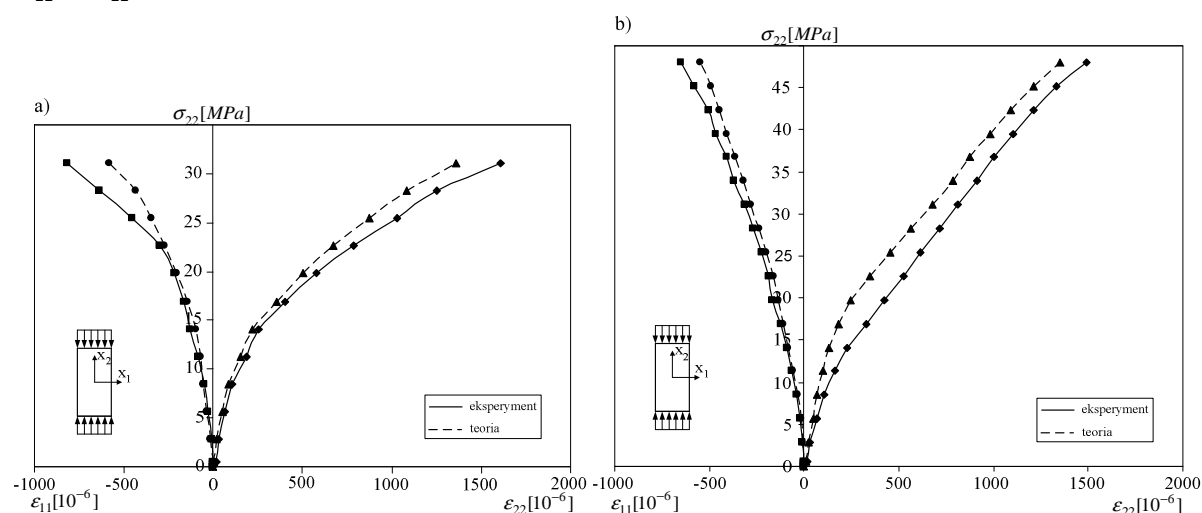 a)
σ₂₂[MPa]
30
25
20
15
10
5
0
-1000 -500 0 500 1000 1500 2000
ε₁₁[10⁻⁶] ε₂₂[10⁻⁶]
x₂
x₁
eksperyment
teoria
b)
σ₂₂[MPa]
45
40
35
30
25
20
15
10
5
0
-1000 -500 0 500 1000 1500 2000
ε₁₁[10⁻⁶] ε₂₂[10⁻⁶]
x₂
x₁
eksperyment
teoria